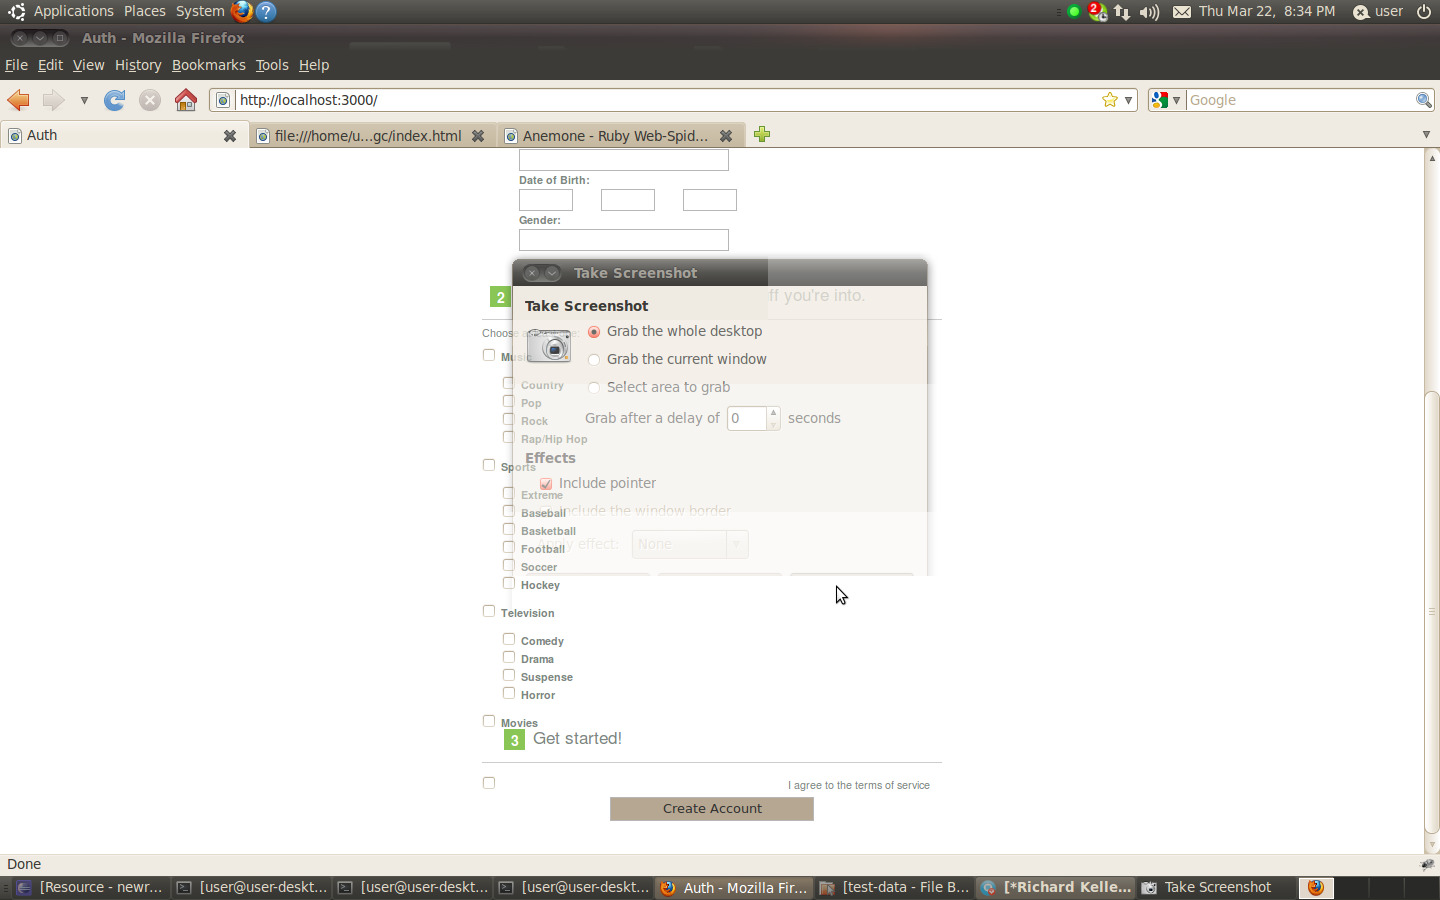 Applications Places System ? 2 Thu Mar 22, 8:34 PM user
Auth - Mozilla Firefox
File Edit View History Bookmarks Tools Help
http://localhost:3000/ Google
Auth file:///home/u...gc/index.html Anemone - Ruby Web-Spid...
Date of Birth:
Gender:
Take Screenshot
2 ff you're into.
Take Screenshot
Choose
Grab the whole desktop
Music
Grab the current window
Country
Select area to grab
Pop
Rock
Grab after a delay of 0 seconds
Rap/Hip Hop
Effects
Sports
Include pointer
Extreme
Baseball
Include the window border
Basketball
Apply effect: None
Football
Soccer
Hockey
Television
Comedy
Drama
Suspense
Horror
Movies
3 Get started!
I agree to the terms of service
Create Account
Done
[Resource - newr... [user@user-deskt... [user@user-deskt... [user@user-deskt... Auth - Mozilla Fir... [test-data - File B... [*Richard Kelle... Take Screenshot